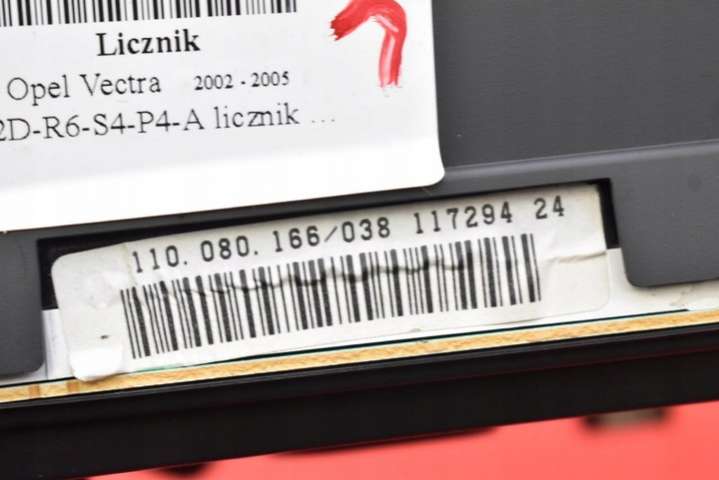 Licznik
Opel Vectra 2002 - 2005
2D-R6-S4-P4-A licznik ...
110.080.166/038 117294 24